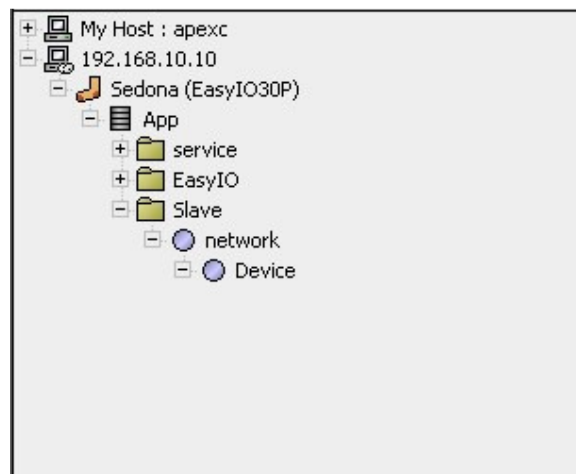 My Host : apexc
192.168.10.10
Sedona (EasyIO30P)
App
service
EasyIO
Slave
network
Device